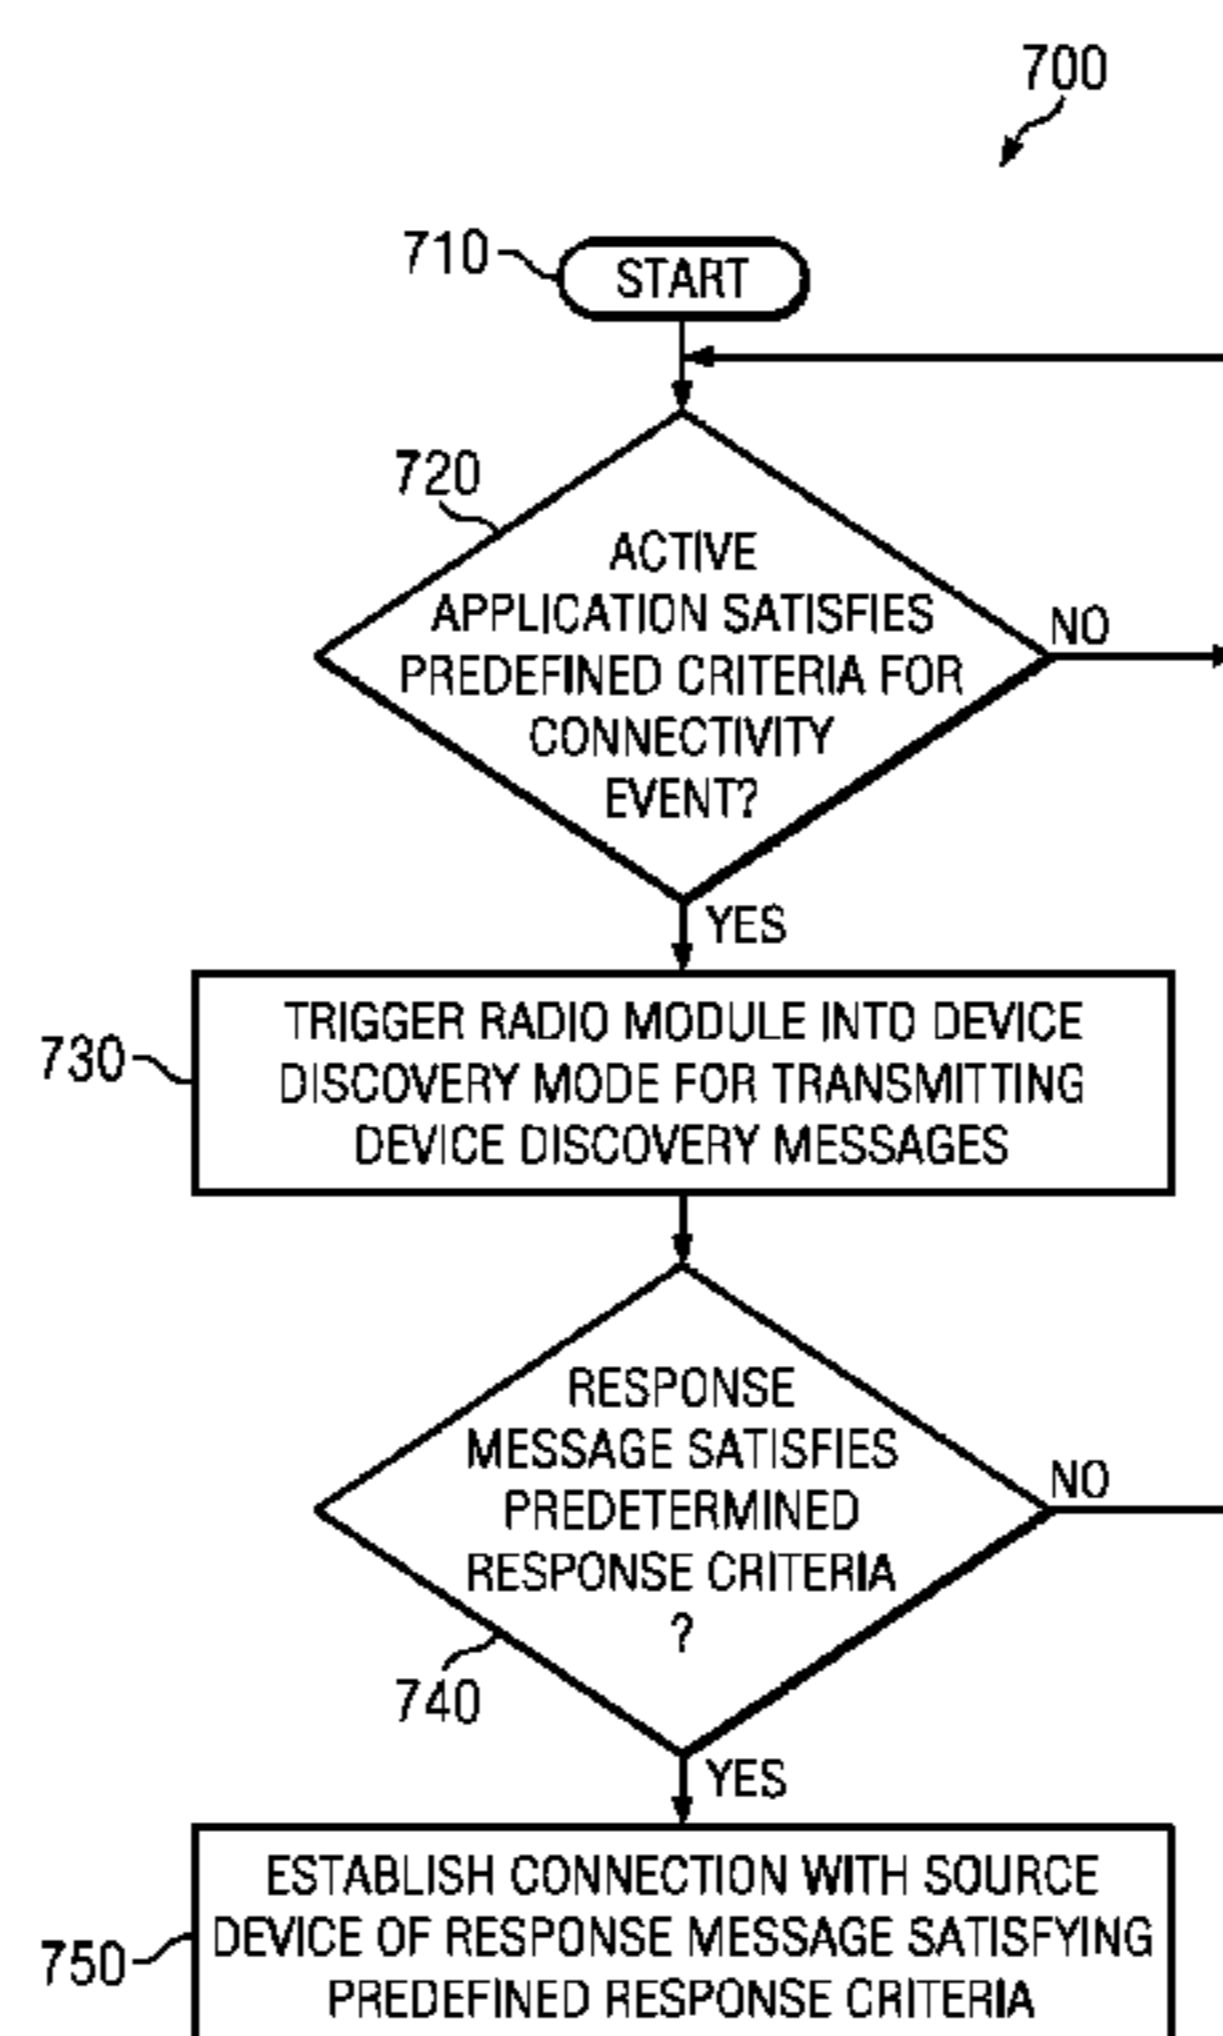 700
710
START
720
ACTIVE
APPLICATION SATISFIES
PREDEFINED CRITERIA FOR
CONNECTIVITY
EVENT?
NO
YES
730
TRIGGER RADIO MODULE INTO DEVICE
DISCOVERY MODE FOR TRANSMITTING
DEVICE DISCOVERY MESSAGES
RESPONSE
MESSAGE SATISFIES
PREDETERMINED
RESPONSE CRITERIA
?
NO
740
YES
750
ESTABLISH CONNECTION WITH SOURCE
DEVICE OF RESPONSE MESSAGE SATISFYING
PREDEFINED RESPONSE CRITERIA